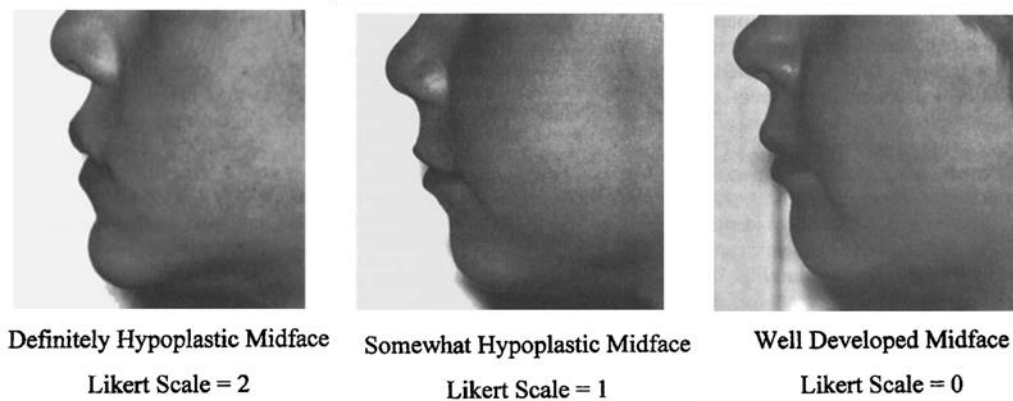 Definitely Hypoplastic Midface
Likert Scale = 2
Somewhat Hypoplastic Midface
Likert Scale = 1
Well Developed Midface
Likert Scale = 0